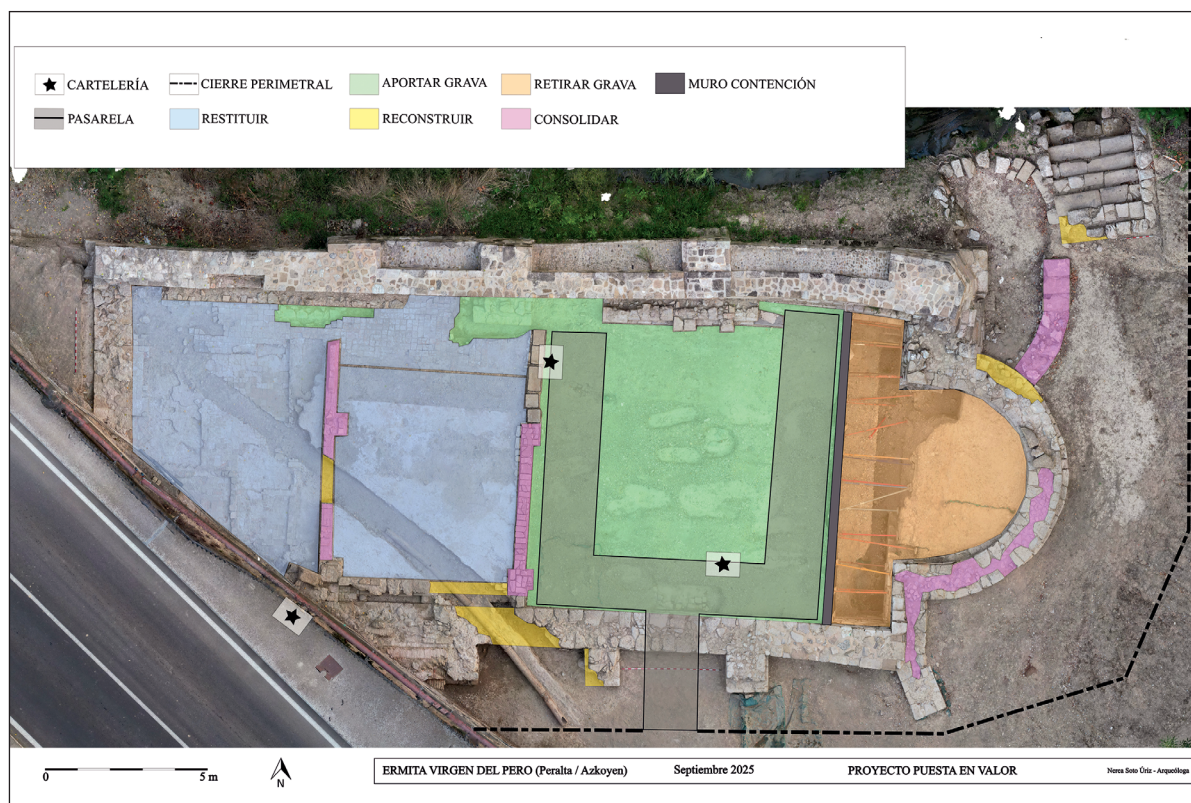 CARTELERÍA
CIERRE PERIMETRAL
APORTAR GRAVA
RETIRAR GRAVA
MURO CONTENCIÓN
PASARELA
RESTITUIR
RECONSTRUIR
CONSOLIDAR
0 5 m
N
ERMITA VIRGEN DEL PERO (Peralta / Azkoyen) Septiembre 2025 PROYECTO PUESTA EN VALOR Nerea Soto Úriz - Arqueóloga